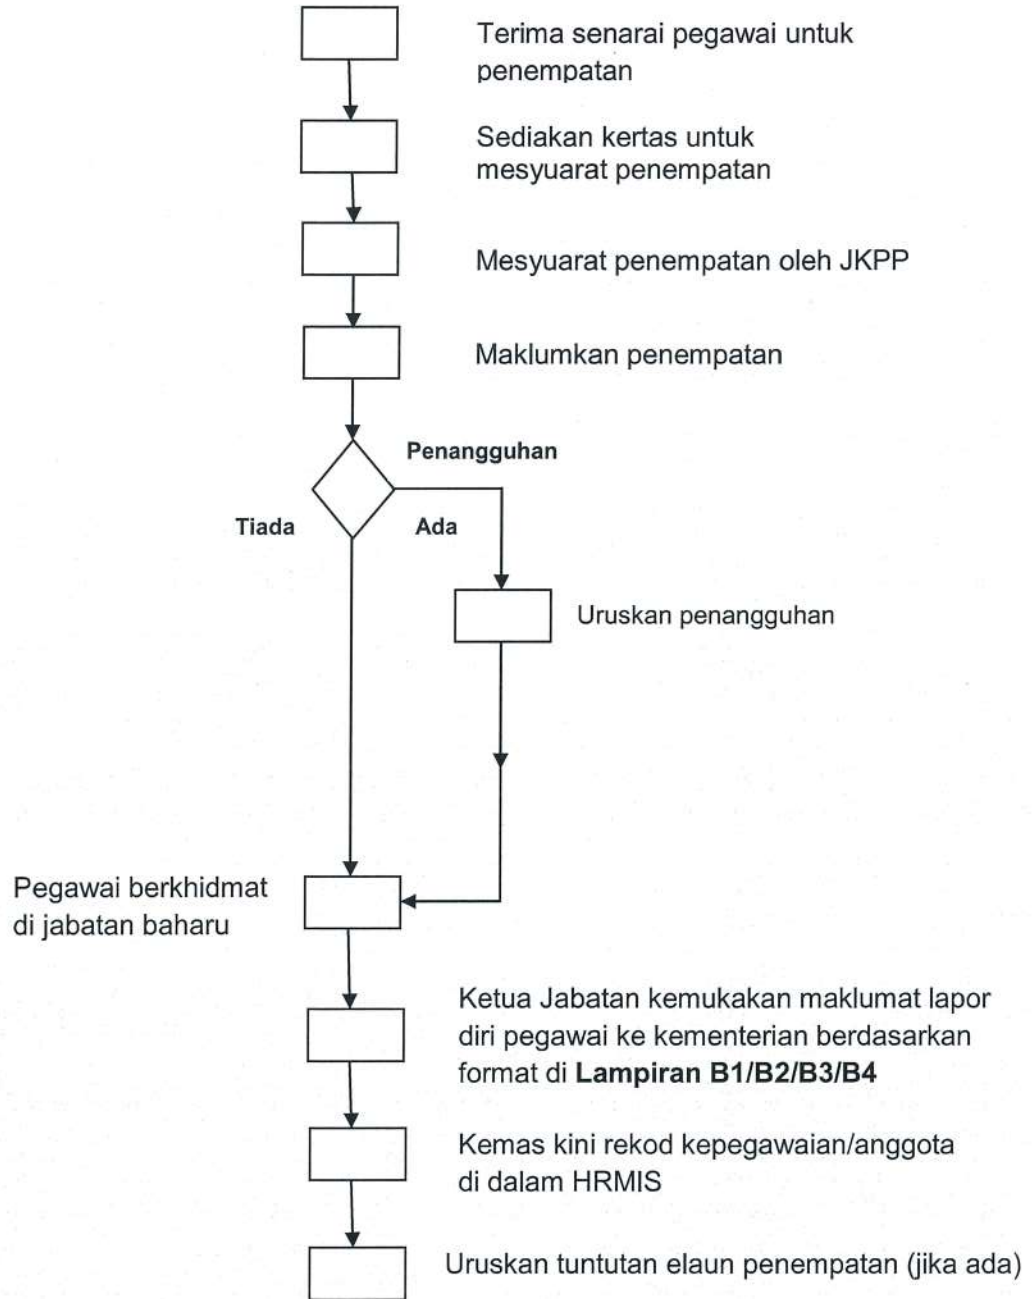 Terima senarai pegawai untuk
penempatan
Sediakan kertas untuk
mesyuarat penempatan
Mesyuarat penempatan oleh JKPP
Maklumkan penempatan
Penangguhan
Tiada
Ada
Uruskan penangguhan
Pegawai berkhidmat
di jabatan baharu
Ketua Jabatan kemukakan maklumat lapor
diri pegawai ke kementerian berdasarkan
format di Lampiran B1/B2/B3/B4
Kemas kini rekod kepegawaian/anggota
di dalam HRMIS
Uruskan tuntutan elaun penempatan (jika ada)